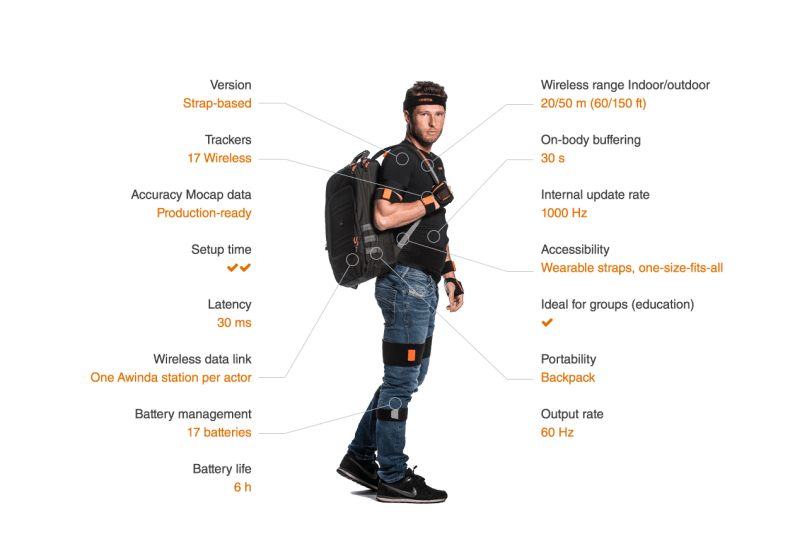 Version
Strap-based
Trackers
17 Wireless
Accuracy Mocap data
Production-ready
Setup time
Latency
30 ms
Wireless data link
One Awinda station per actor
Battery management
17 batteries
Battery life
6 h
Wireless range Indoor/outdoor
20/50 m (60/150 ft)
On-body buffering
30 s
Internal update rate
1000 Hz
Accessibility
Wearable straps, one-size-fits-all
Ideal for groups (education)
Portability
Backpack
Output rate
60 Hz